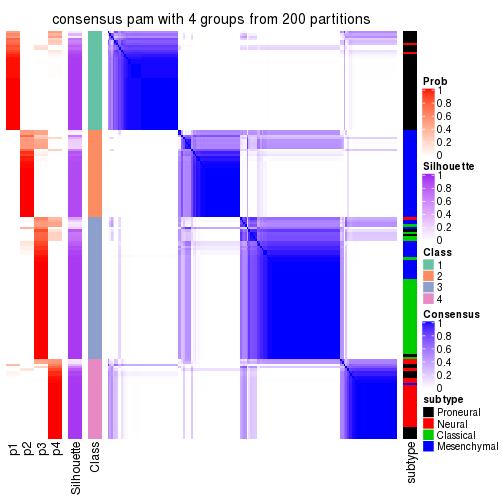 consensus pam with 4 groups from 200 partitions
Prob
1
0.8
0.6
0.4
0.2
0
Silhouette
1
0.8
0.6
0.4
0.2
0
Class
1
2
3
4
Consensus
1
0.8
0.6
0.4
0.2
0
subtype
Proneural
Neural
Classical
Mesenchymal
p1
p2
p3
p4
Silhouette
Class
subtype